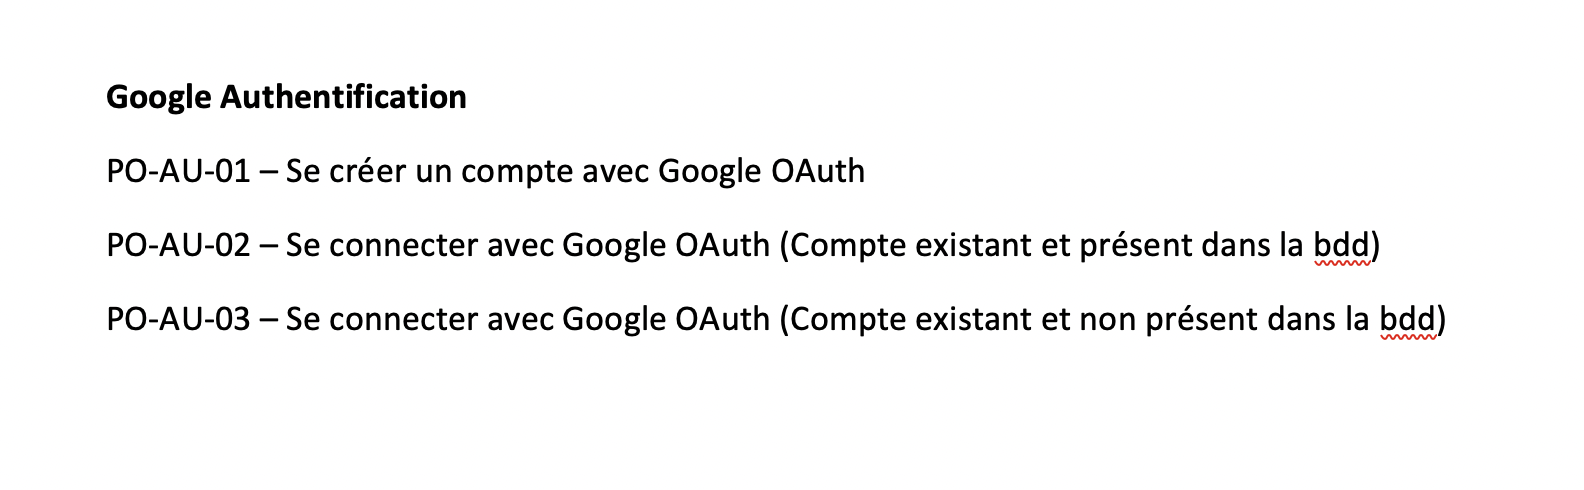 Google Authentification
PO-AU-01 – Se créer un compte avec Google OAuth
PO-AU-02 – Se connecter avec Google OAuth (Compte existant et présent dans la bdd)
PO-AU-03 – Se connecter avec Google OAuth (Compte existant et non présent dans la bdd)